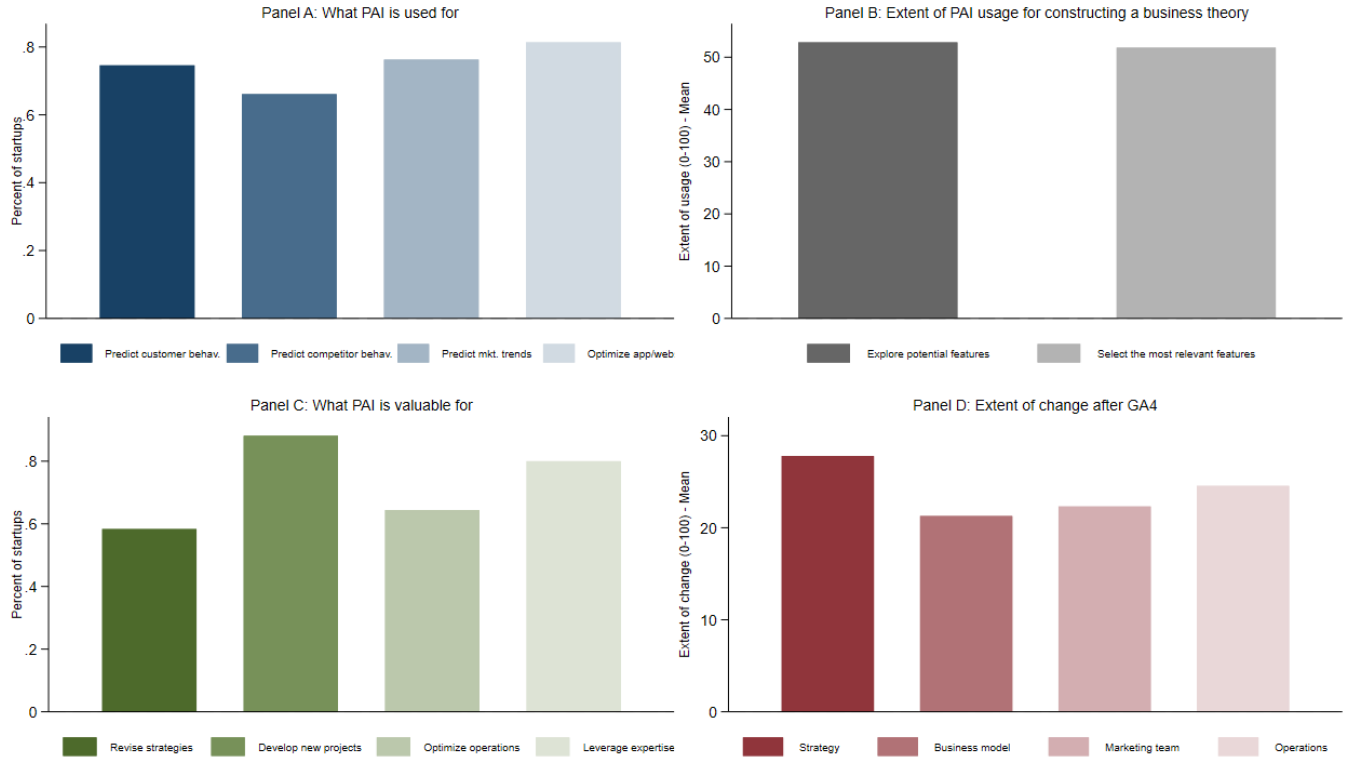 Panel A: What PAI is used for
Percent of startups
.8
.6
.4
.2
0
Predict customer behav. Predict competitor behav. Predict mkt. trends Optimize app/web
Panel B: Extent of PAI usage for constructing a business theory
Extent of usage (0-100) - Mean
50
40
30
20
10
0
Explore potential features Select the most relevant features
Panel C: What PAI is valuable for
Percent of startups
.8
.6
.4
.2
0
Revise strategies Develop new projects Optimize operations Leverage expertise
Panel D: Extent of change after GA4
Extent of change (0-100) - Mean
30
20
10
0
Strategy Business model Marketing team Operations